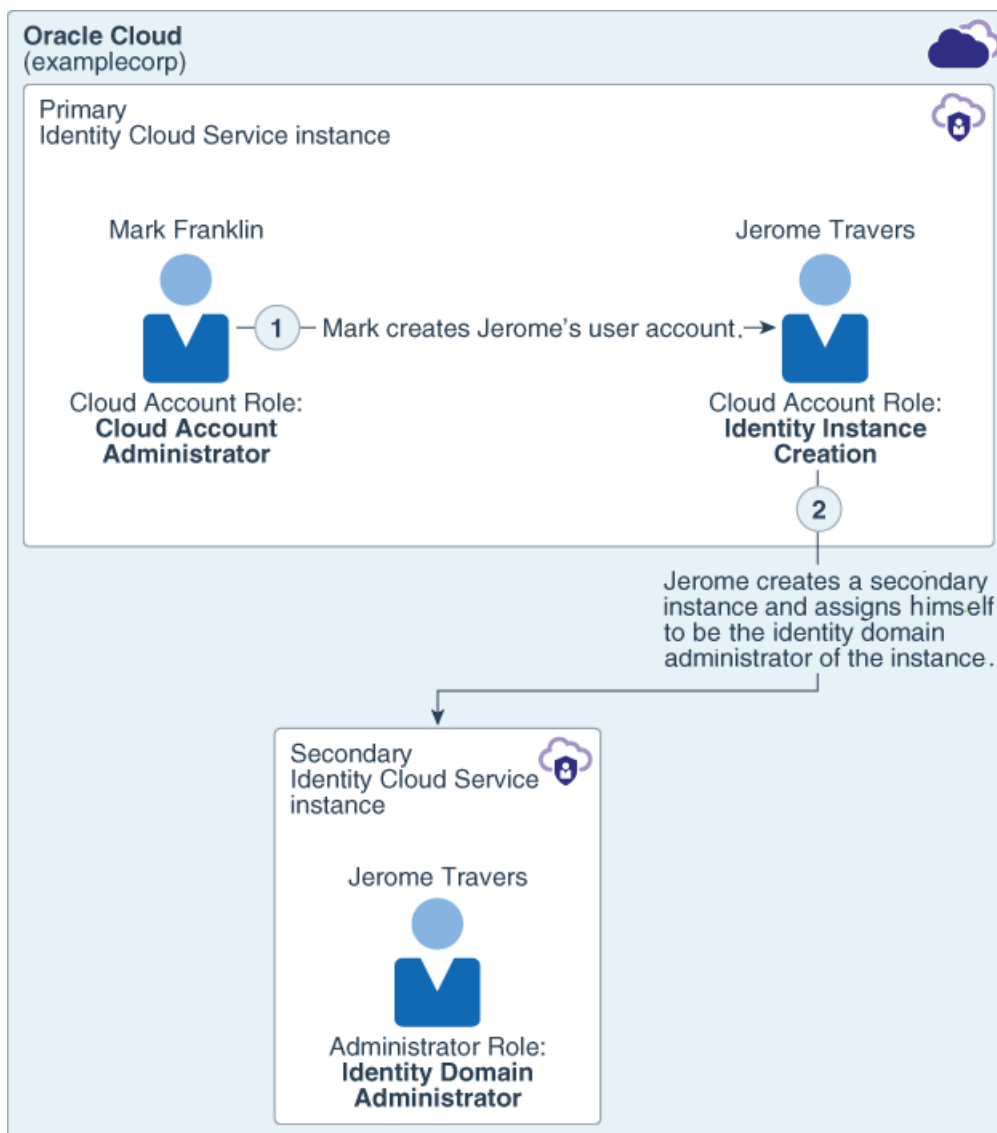 Oracle Cloud
(examplecorp)
Primary
Identity Cloud Service instance
Mark Franklin
Jerome Travers
1
Mark creates Jerome's user account.
Cloud Account Role:
Cloud Account
Administrator
Cloud Account Role:
Identity Instance
Creation
2
Jerome creates a secondary
instance and assigns himself
to be the identity domain
administrator of the instance.
Secondary
Identity Cloud Service
instance
Jerome Travers
Administrator Role:
Identity Domain
Administrator